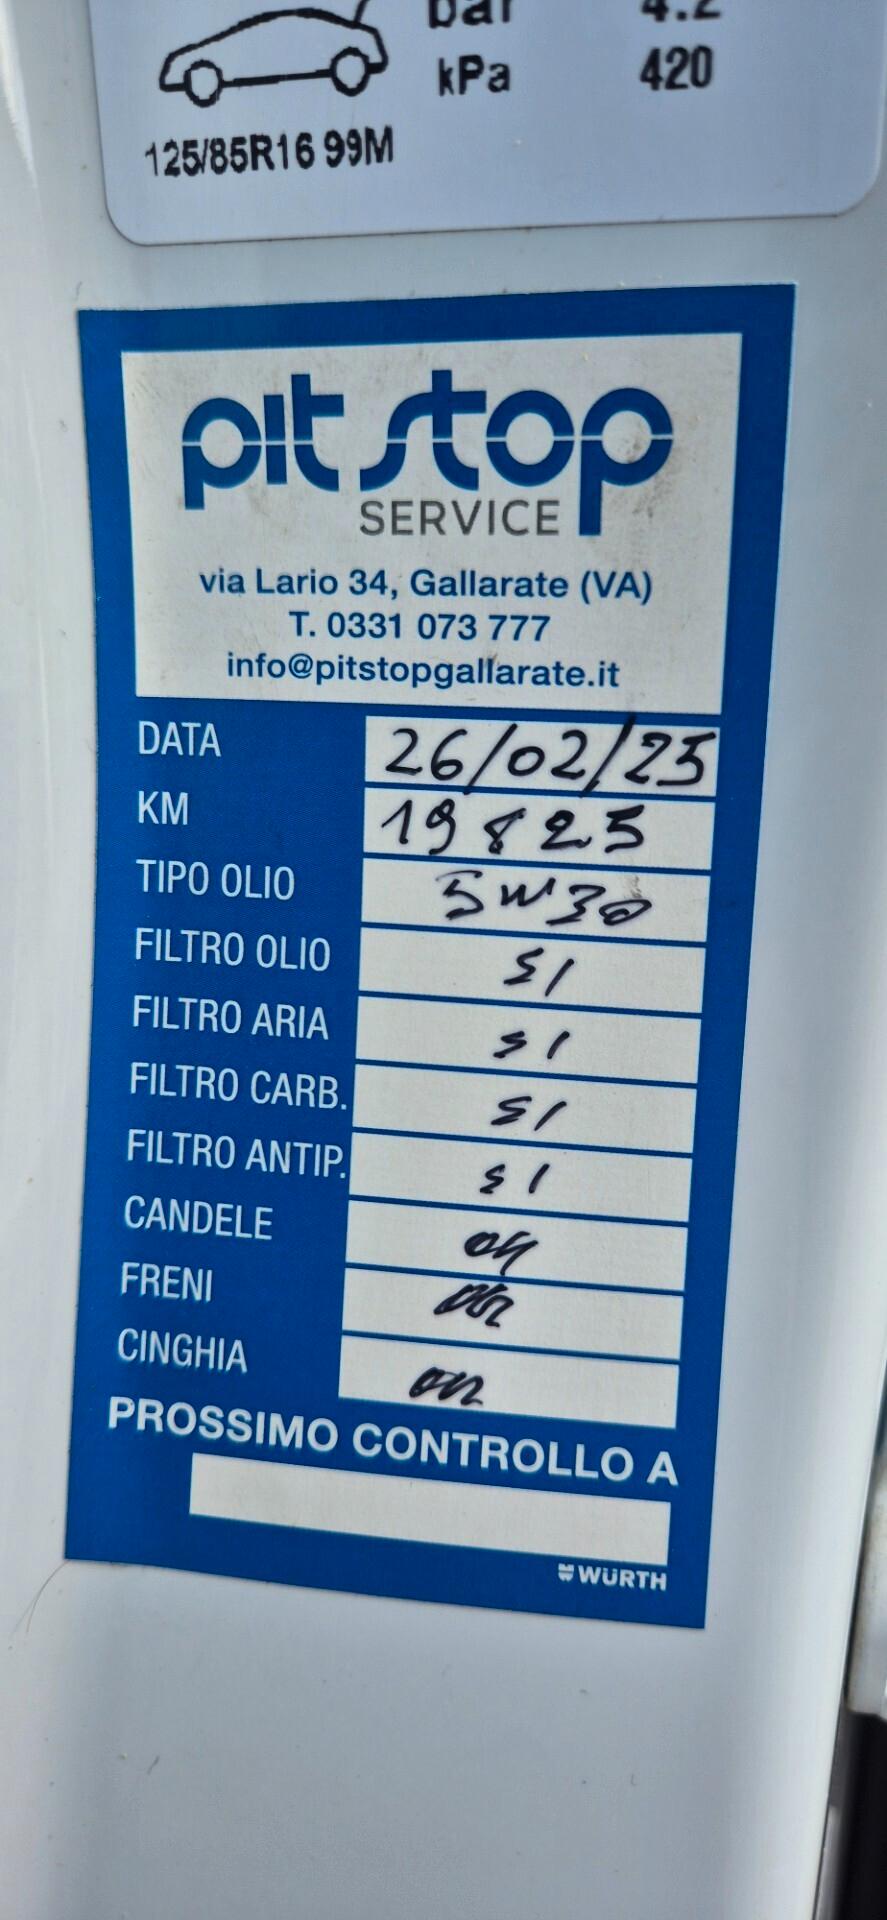 bar 4.2
kPa 420
125/85R16 99M
pit stop
SERVICE
via Lario 34, Gallarate (VA)
T. 0331 073 777
info@pitstopgallarate.it
DATA 26/02/25
KM 19825
TIPO OLIO 5W30
FILTRO OLIO SI
FILTRO ARIA SI
FILTRO CARB. SI
FILTRO ANTIP. SI
CANDELE OK
FRENI OK
CINGHIA OK
PROSSIMO CONTROLLO A
WÜRTH